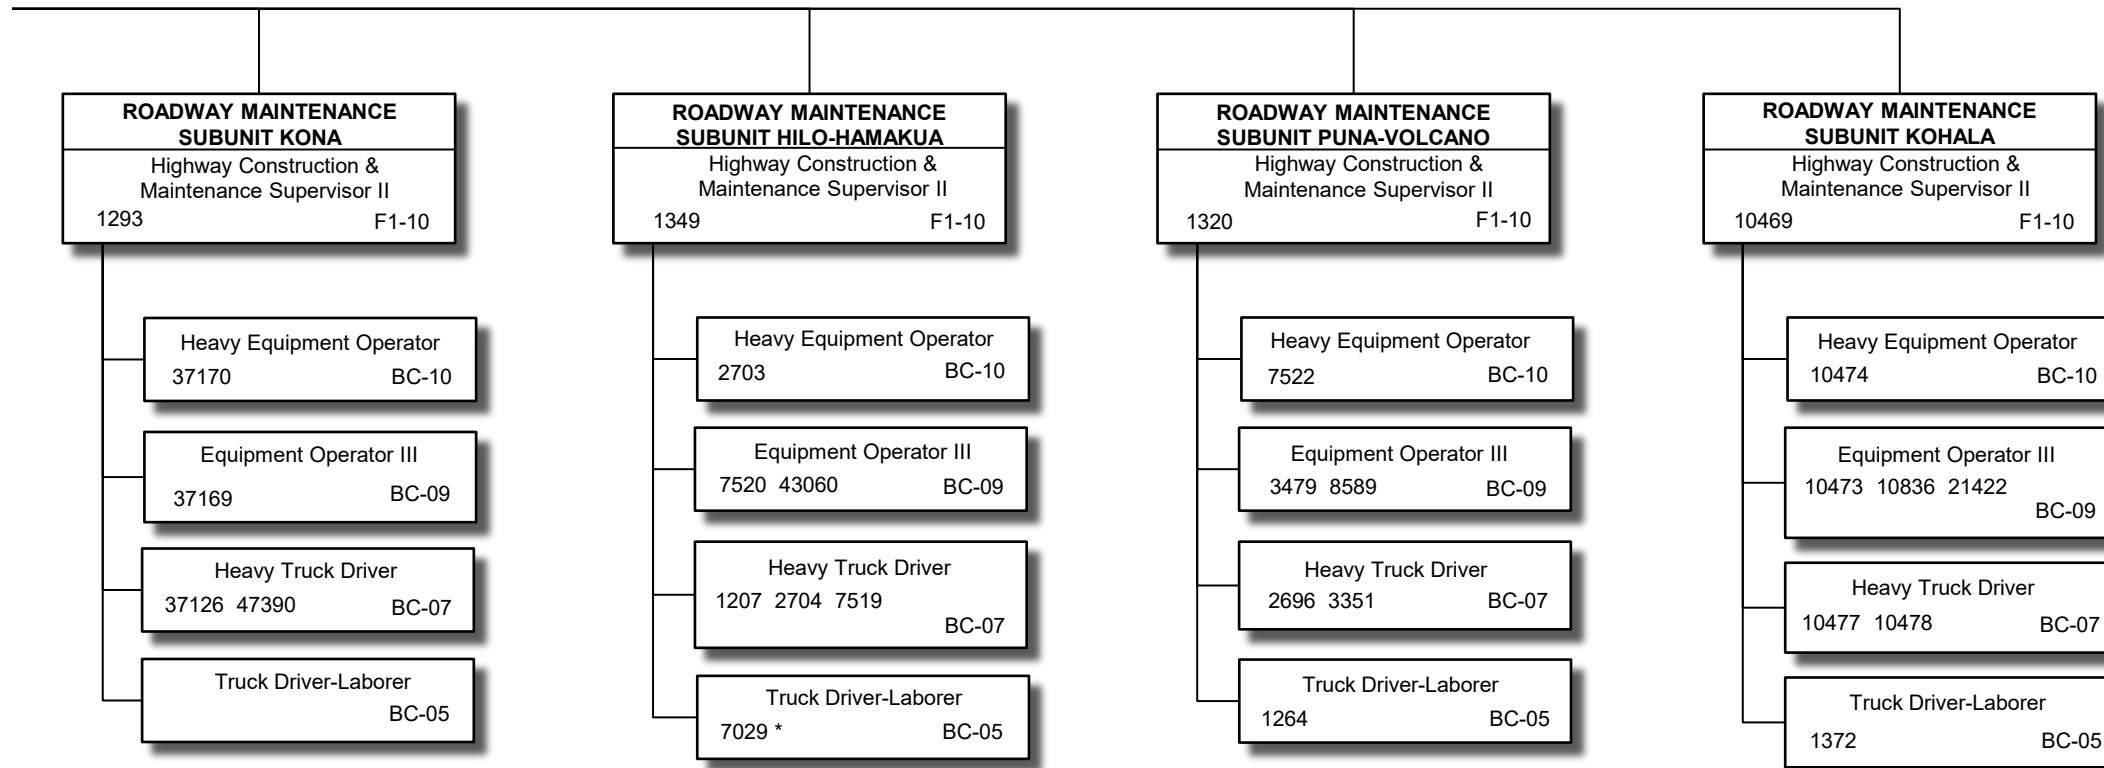 ROADWAY MAINTENANCE
SUBUNIT KONA
Highway Construction &
Maintenance Supervisor II
1293 F1-10
Heavy Equipment Operator
37170 BC-10
Equipment Operator III
37169 BC-09
Heavy Truck Driver
37126 47390 BC-07
Truck Driver-Laborer
BC-05
ROADWAY MAINTENANCE
SUBUNIT HILO-HAMAKUA
Highway Construction &
Maintenance Supervisor II
1349 F1-10
Heavy Equipment Operator
2703 BC-10
Equipment Operator III
7520 43060 BC-09
Heavy Truck Driver
1207 2704 7519
BC-07
Truck Driver-Laborer
7029 * BC-05
ROADWAY MAINTENANCE
SUBUNIT PUNA-VOLCANO
Highway Construction &
Maintenance Supervisor II
1320 F1-10
Heavy Equipment Operator
7522 BC-10
Equipment Operator III
3479 8589 BC-09
Heavy Truck Driver
2696 3351 BC-07
Truck Driver-Laborer
1264 BC-05
ROADWAY MAINTENANCE
SUBUNIT KOHALA
Highway Construction &
Maintenance Supervisor II
10469 F1-10
Heavy Equipment Operator
10474 BC-10
Equipment Operator III
10473 10836 21422
BC-09
Heavy Truck Driver
10477 10478 BC-07
Truck Driver-Laborer
1372 BC-05